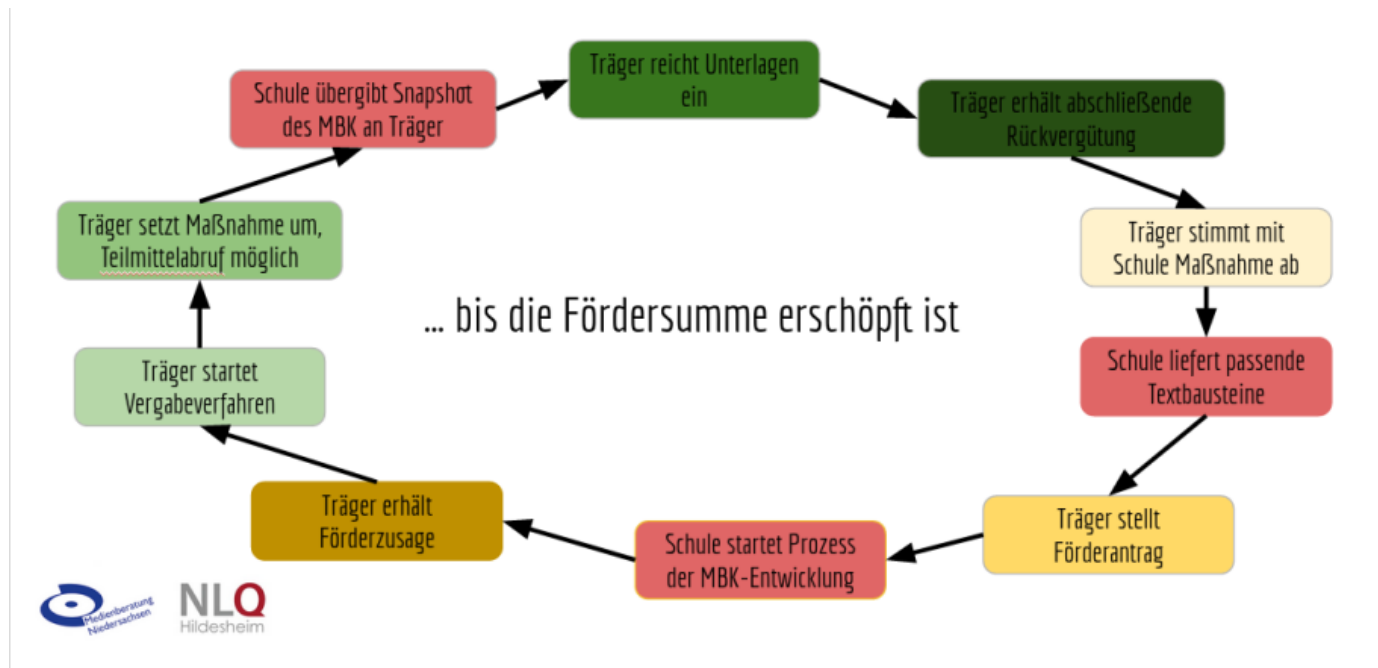 Träger reicht Unterlagen
ein
Schule übergibt Snapshot
des MBK an Träger
Träger erhält abschließende
Rückvergütung
Träger setzt Maßnahme um,
Teilmittelabruf möglich
Träger stimmt mit
Schule Maßnahme ab
... bis die Fördersumme erschöpft ist
Träger startet
Vergabeverfahren
Schule liefert passende
Textbausteine
Träger erhält
Förderzusage
Schule startet Prozess
der MBK-Entwicklung
Träger stellt
Förderantrag
Medienberatung
Niedersachsen
NLQ
Hildesheim